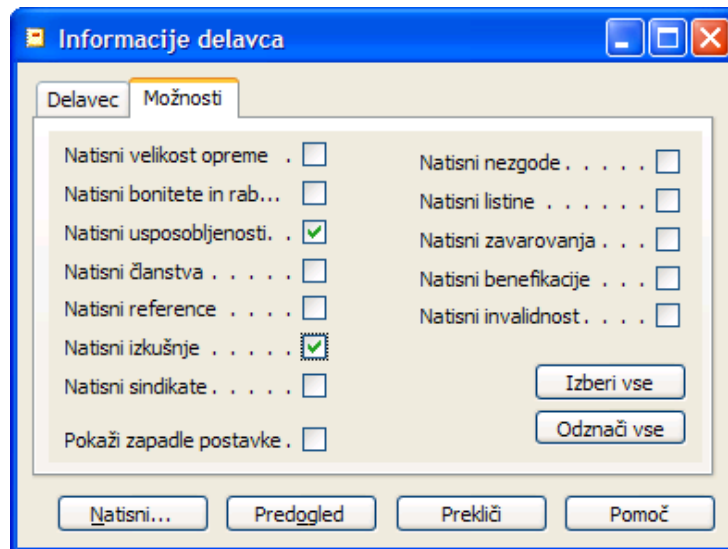 Informacije delavca
Delavec
Možnosti
Natisni velikost opreme .
Natisni bonitete in rab...
Natisni usposobljenosti. .
Natisni članstva . . . . .
Natisni reference . . . .
Natisni izkušnje . . . . .
Natisni sindikate . . . . .
Pokaži zapadle postavke .
Natisni nezgode . . . . .
Natisni listine . . . . . .
Natisni zavarovanja . . .
Natisni benefikacije . . .
Natisni invalidnost . . . .
Izberi vse
Odznači vse
Natisni...
Predogled
Prekliči
Pomoč